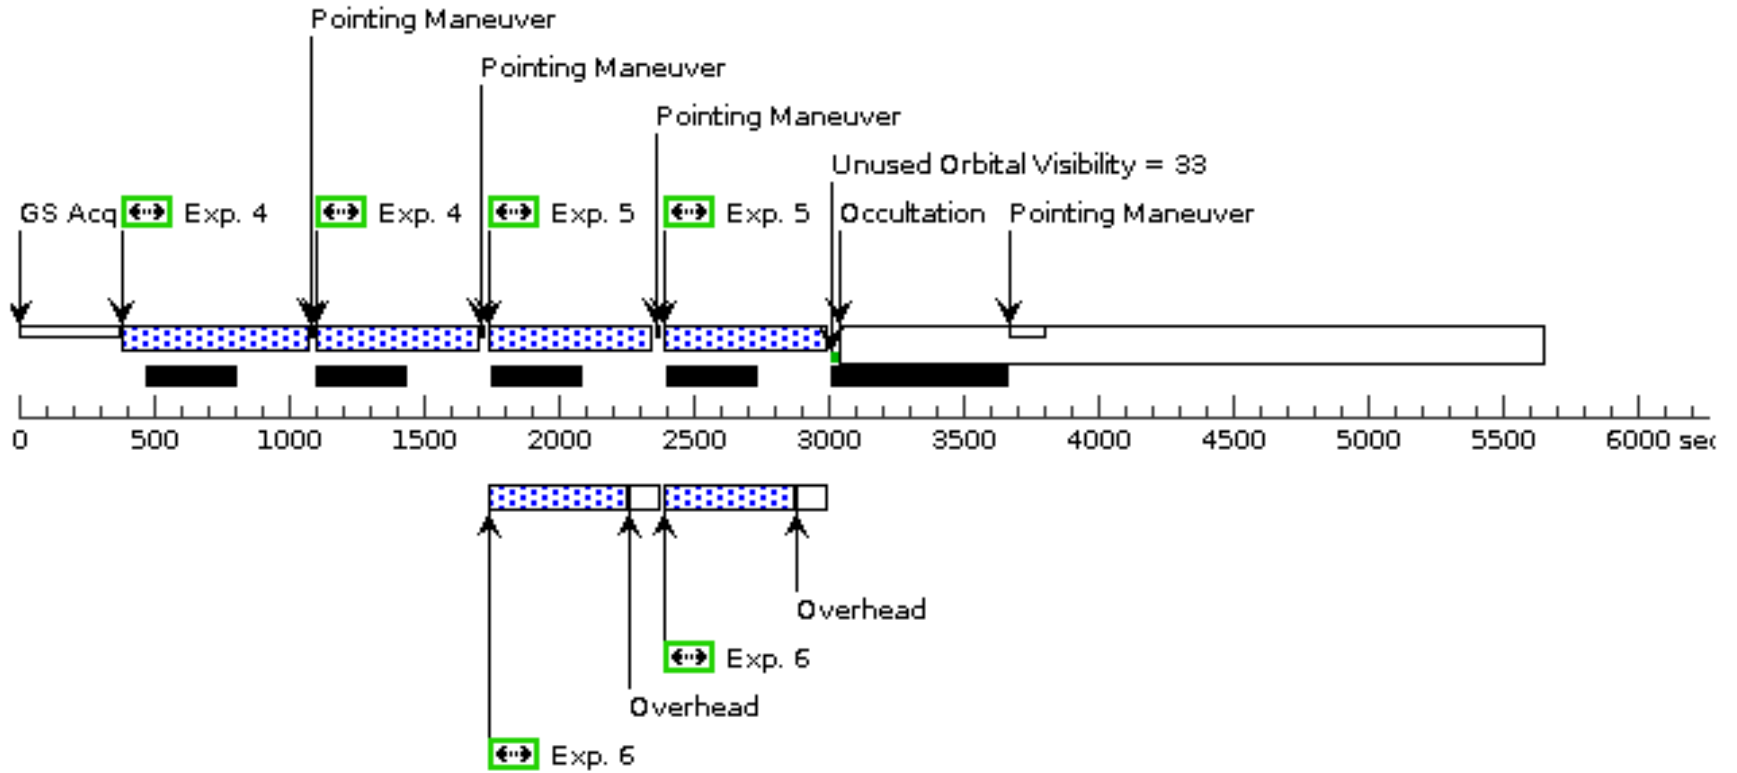 Pointing Maneuver
Pointing Maneuver
Pointing Maneuver
Unused Orbital Visibility = 33
GS Acq Exp. 4 Exp. 4 Exp. 5 Exp. 5 Occultation Pointing Maneuver
0 500 1000 1500 2000 2500 3000 3500 4000 4500 5000 5500 6000 sec
Overhead
Exp. 6
Overhead
Exp. 6